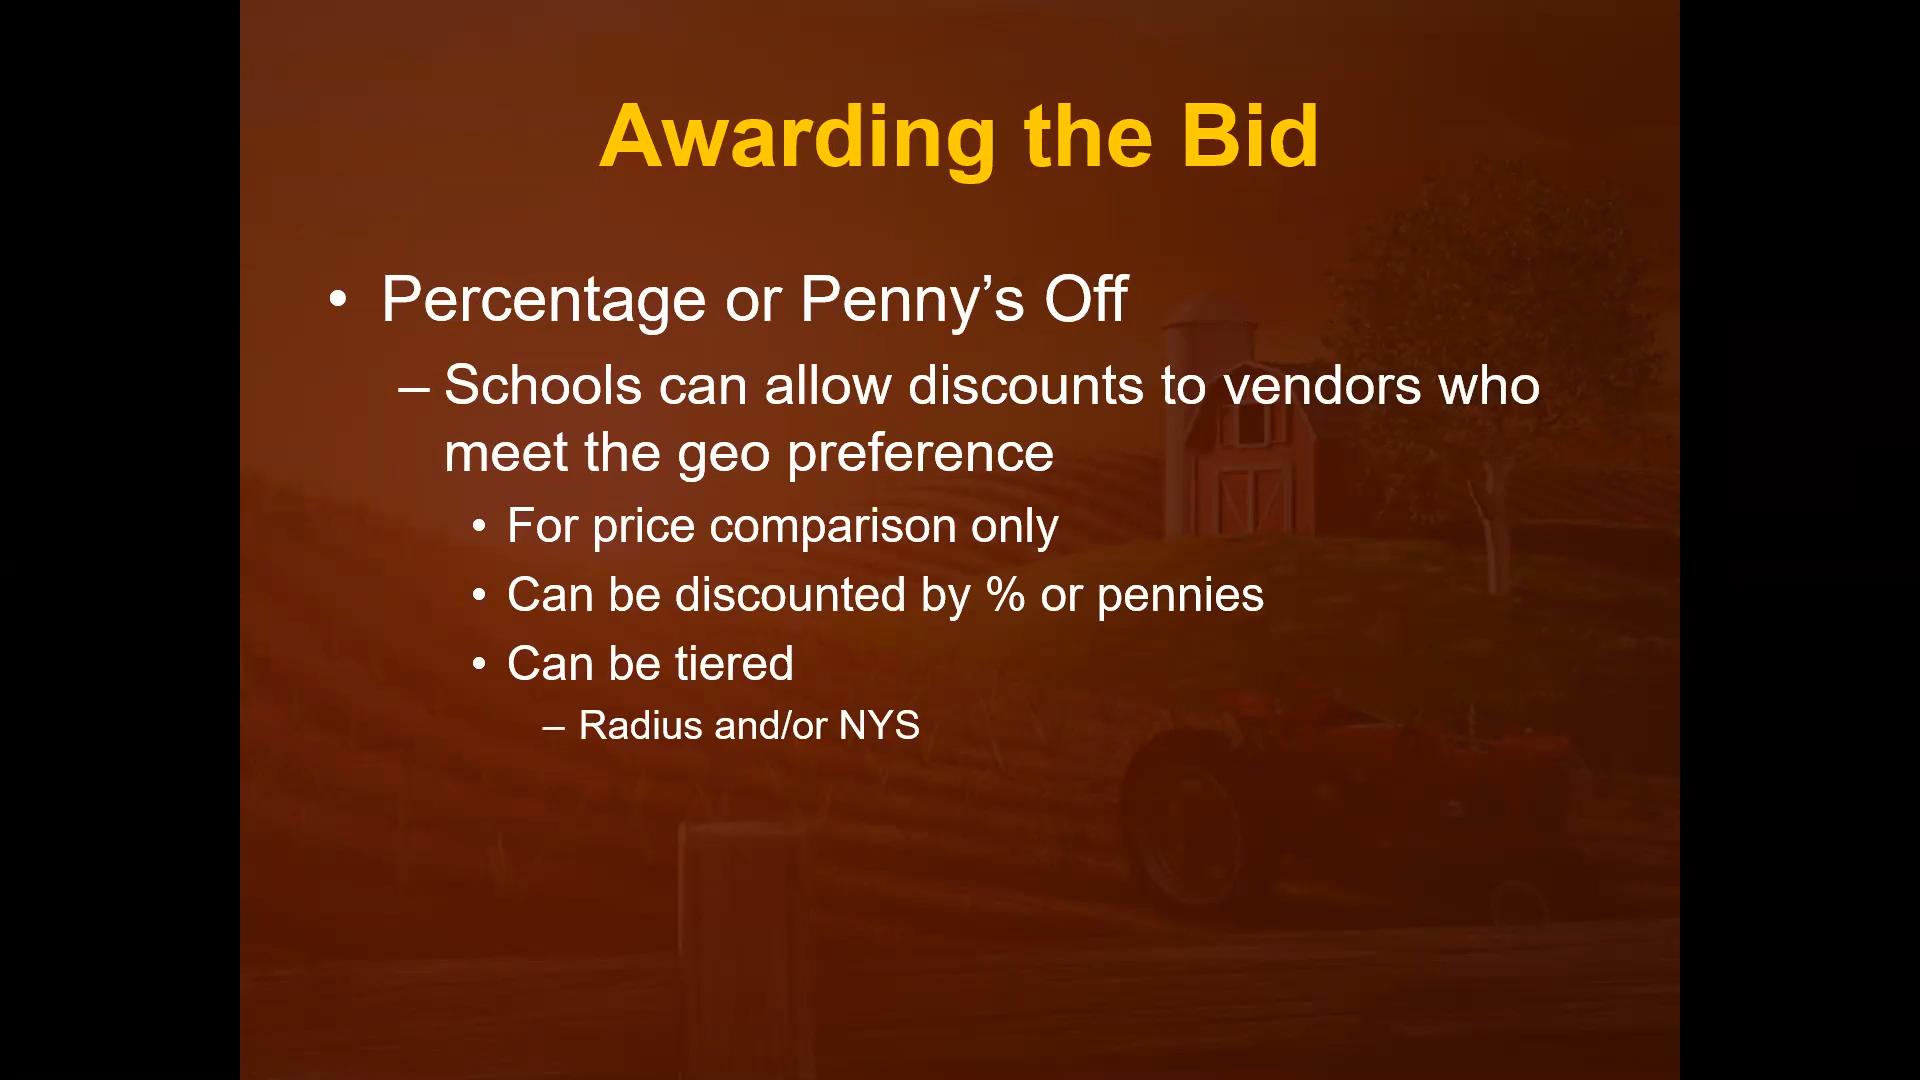 Awarding the Bid
• Percentage or Penny’s Off
– Schools can allow discounts to vendors who
meet the geo preference
• For price comparison only
• Can be discounted by % or pennies
• Can be tiered
– Radius and/or NYS